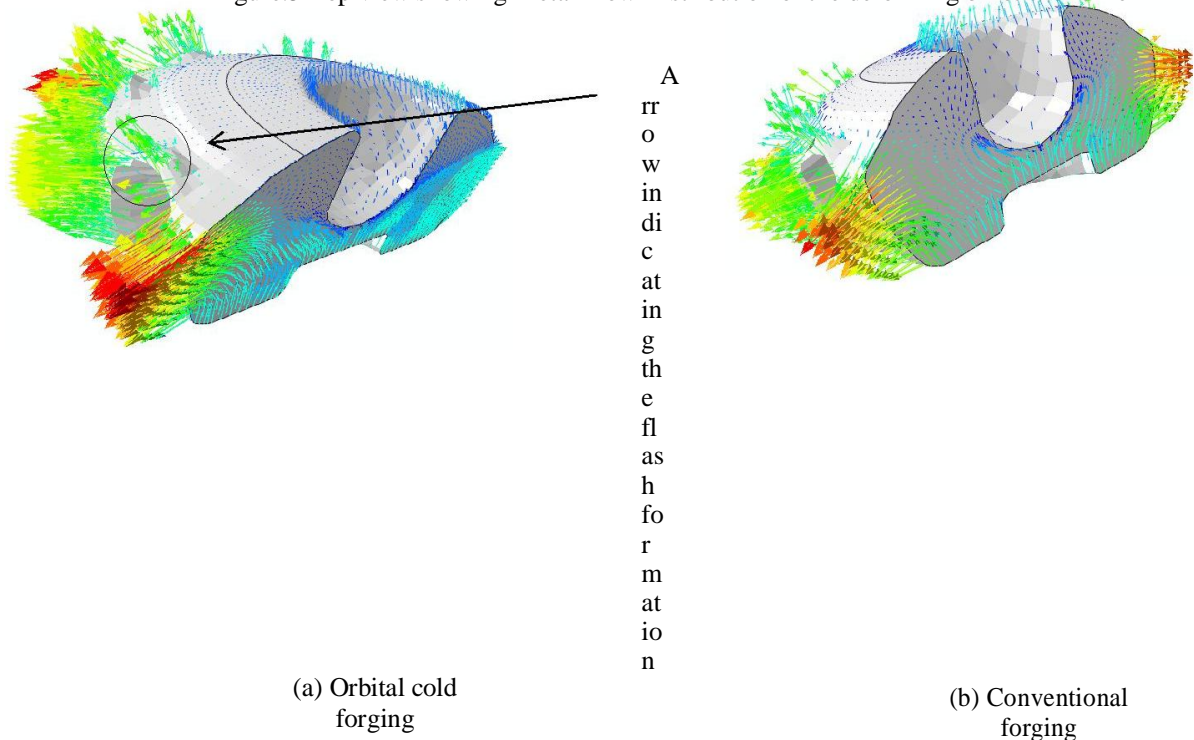 A
rr
o
w
in
di
c
at
in
g
th
e
fl
as
h
fo
r
m
at
io
n
(a) Orbital cold
forging
(b) Conventional
forging